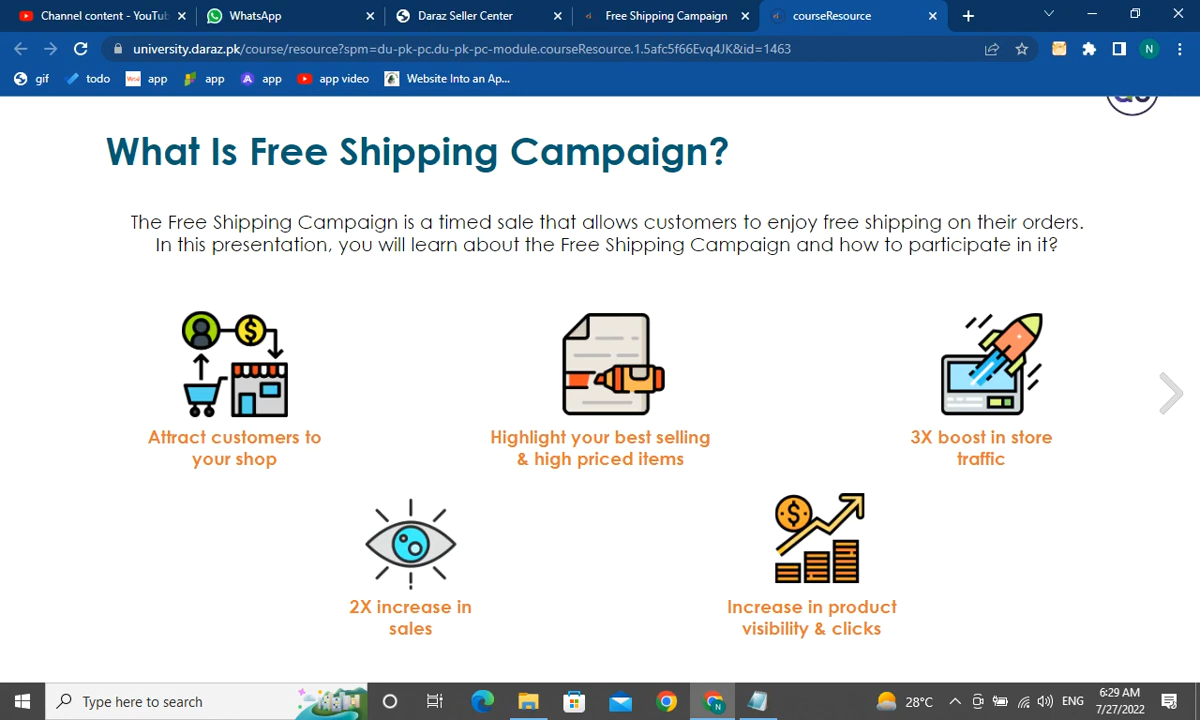 Channel content - YouTub
WhatsApp
Daraz Seller Center
Free Shipping Campaign
courseResource
university.daraz.pk/course/resource?spm=du-pk-pc.du-pk-pc-module.courseResource.1.5afc5f66Evq4JK&id=1463
N
gif
todo
app
app
A
app
app video
Website Into an Ap...
What Is Free Shipping Campaign?
The Free Shipping Campaign is a timed sale that allows customers to enjoy free shipping on their orders.
In this presentation, you will learn about the Free Shipping Campaign and how to participate in it?
Attract customers to
your shop
Highlight your best selling
& high priced items
3X boost in store
traffic
2X increase in
sales
Increase in product
visibility & clicks
Type here to search
N
28°C
ENG
6:29 AM
7/27/2022